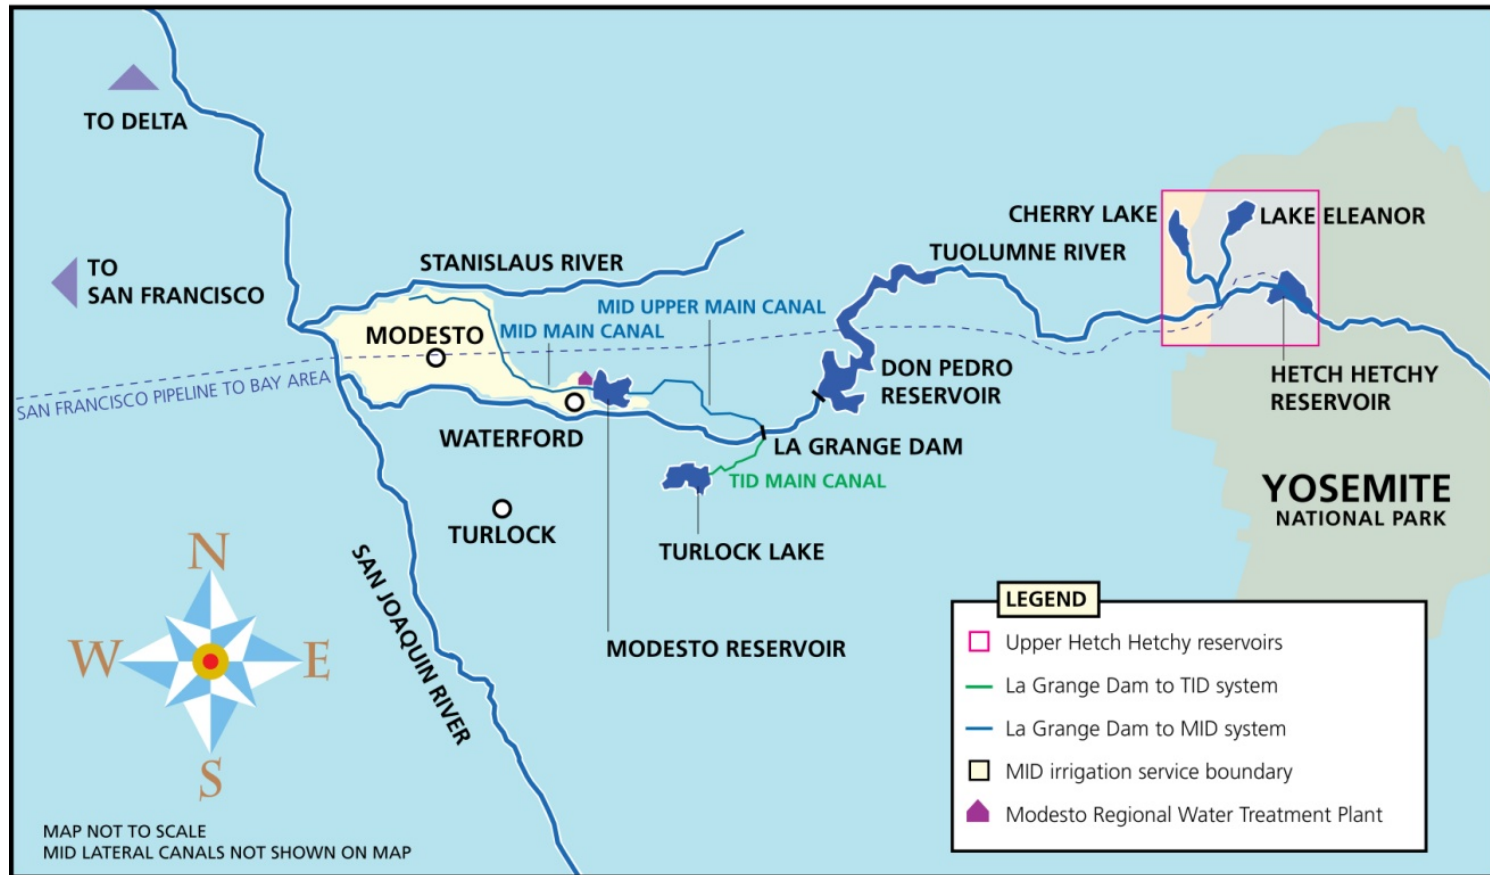 TO DELTA
TO
SAN FRANCISCO
STANISLAUS RIVER
MID UPPER MAIN CANAL
MID MAIN CANAL
MODESTO
SAN FRANCISCO PIPELINE TO BAY AREA
WATERFORD
TURLOCK
SAN JOAQUIN RIVER
CHERRY LAKE
LAKE ELEANOR
TUOLUMNE RIVER
DON PEDRO
RESERVOIR
HETCH HETCHY
RESERVOIR
LA GRANGE DAM
TID MAIN CANAL
TURLOCK LAKE
MODESTO RESERVOIR
YOSEMITE
NATIONAL PARK
N
W
E
S
MAP NOT TO SCALE
MID LATERAL CANALS NOT SHOWN ON MAP
LEGEND
Upper Hetch Hetchy reservoirs
La Grange Dam to TID system
La Grange Dam to MID system
MID irrigation service boundary
Modesto Regional Water Treatment Plant